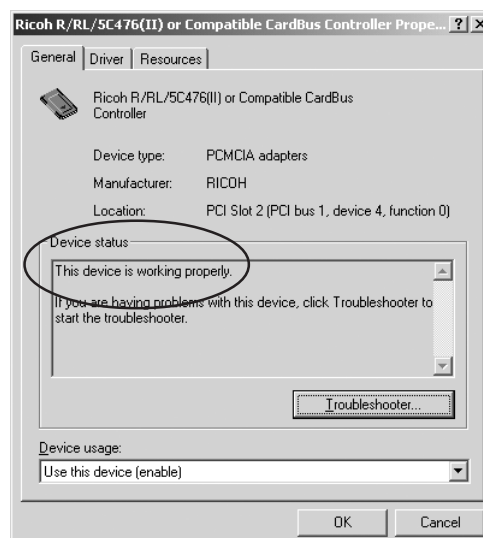 Ricoh R/RL/5C476(II) or Compatible CardBus Controller Prope... ? X
General Driver Resources
Ricoh R/RL/5C476(II) or Compatible CardBus
Controller
Device type: PCMCIA adapters
Manufacturer: RICOH
Location: PCI Slot 2 (PCI bus 1, device 4, function 0)
Device status
This device is working properly.
If you are having problems with this device, click Troubleshooter to
start the troubleshooter.
Troubleshooter...
Device usage:
Use this device (enable)
OK Cancel